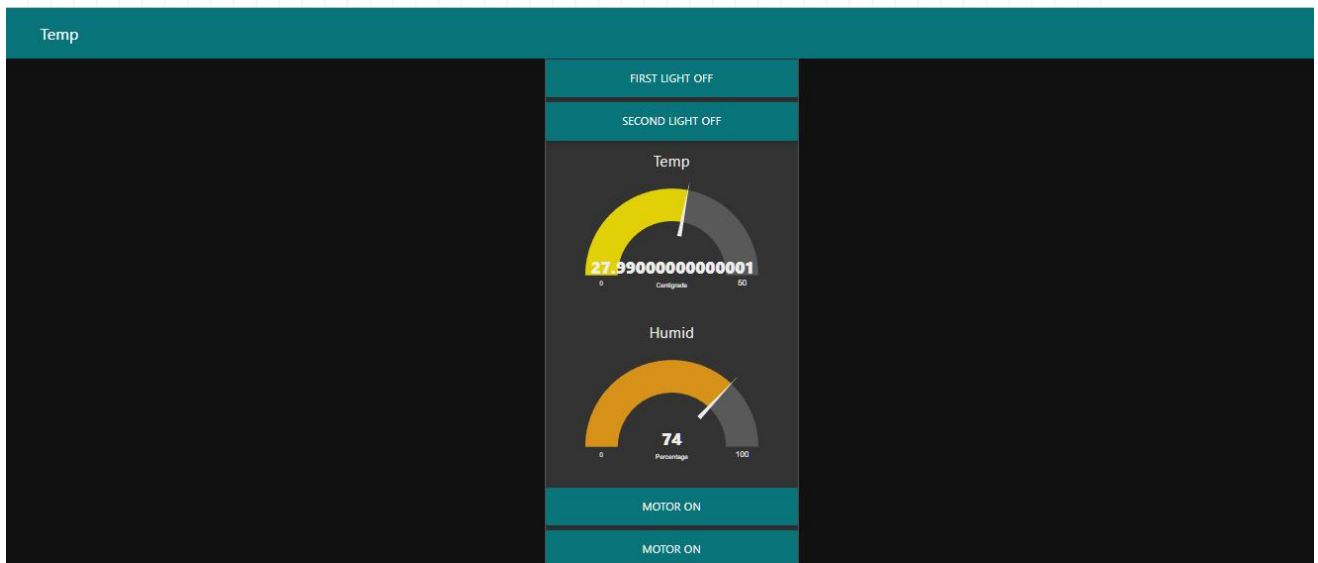 Temp
FIRST LIGHT OFF
SECOND LIGHT OFF
Temp
27.99000000000001
0 Centigrade 50
Humid
74
0 Percentage 100
MOTOR ON
MOTOR ON